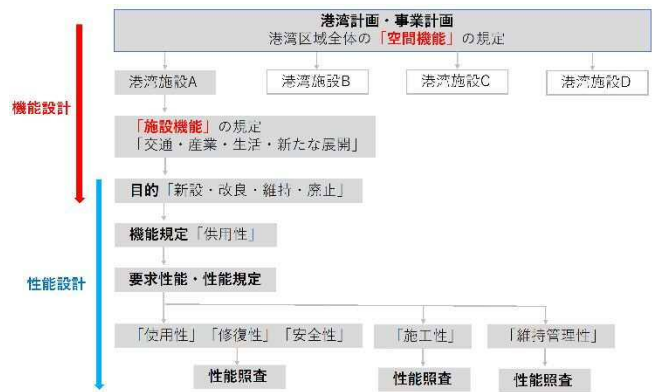 港湾計画・事業計画
港湾区域全体の「空間機能」の規定
港湾施設A
港湾施設B
港湾施設C
港湾施設D
機能設計
「施設機能」の規定
「交通・産業・生活・新たな展開」
目的「新設・改良・維持・廃止」
機能規定「供用性」
性能設計
要求性能・性能規定
「使用性」「修復性」「安全性」
「施工性」
「維持管理性」
性能照査
性能照査
性能照査